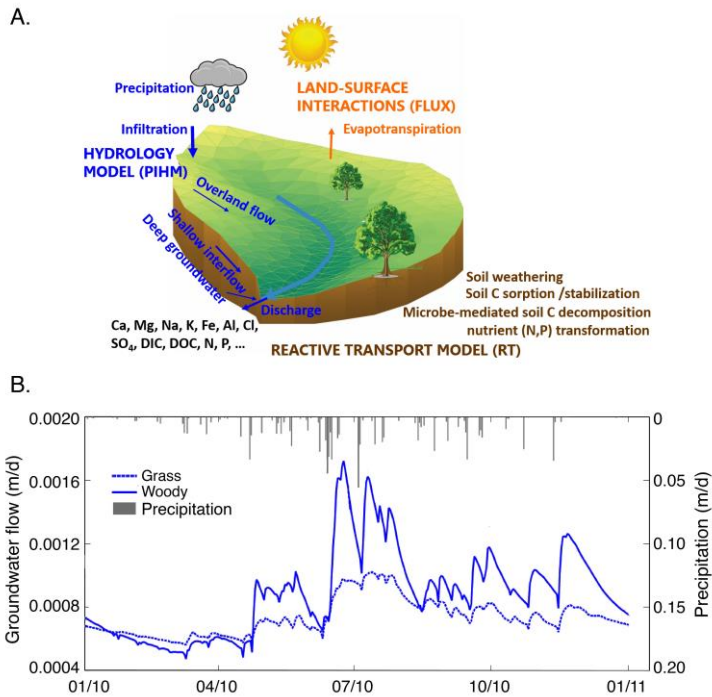 A.
Precipitation
LAND-SURFACE
INTERACTIONS (FLUX)
Infiltration
Evapotranspiration
HYDROLOGY
MODEL (PIHM)
Overland flow
Shallow interflow
Deep groundwater
Discharge
Soil weathering
Soil C sorption /stabilization
Microbe-mediated soil C decomposition
nutrient (N,P) transformation
Ca, Mg, Na, K, Fe, Al, Cl,
SO₄, DIC, DOC, N, P, ...
REACTIVE TRANSPORT MODEL (RT)
B.
Groundwater flow (m/d)
0.0020
0.0016
0.0012
0.0008
0.0004
Grass
Woody
Precipitation
0
0.05
0.10
0.15
0.20
Precipitation (m/d)
01/10 04/10 07/10 10/10 01/11